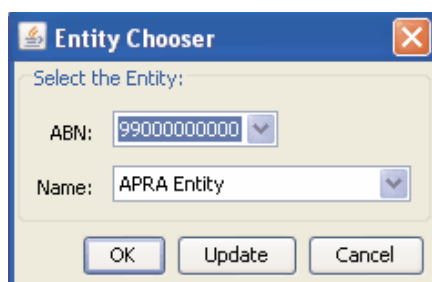 Entity Chooser
Select the Entity:
ABN: 99000000000
Name: APRA Entity
OK Update Cancel